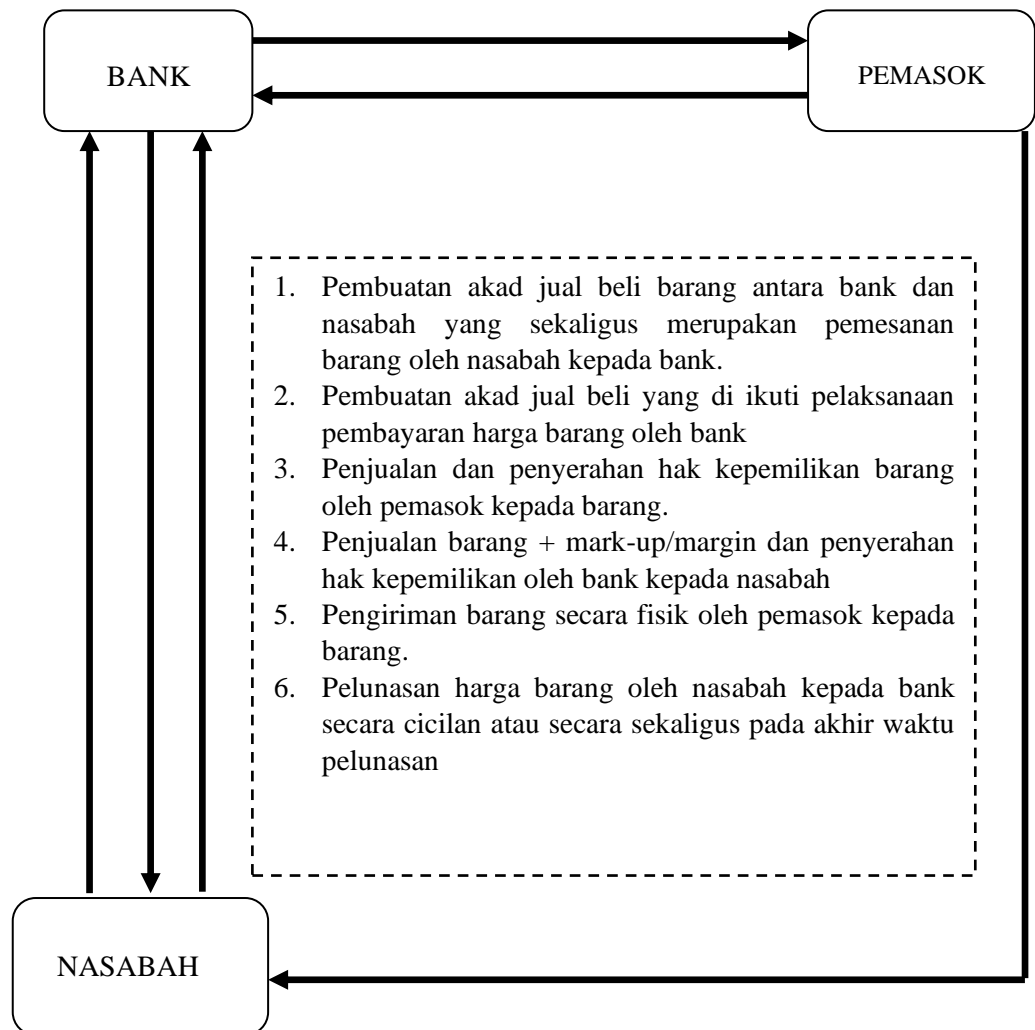 BANK
PEMASOK
1. Pembuatan akad jual beli barang antara bank dan
nasabah yang sekaligus merupakan pemesanan
barang oleh nasabah kepada bank.
2. Pembuatan akad jual beli yang di ikuti pelaksanaan
pembayaran harga barang oleh bank
3. Penjualan dan penyerahan hak kepemilikan barang
oleh pemasok kepada barang.
4. Penjualan barang + mark-up/margin dan penyerahan
hak kepemilikan oleh bank kepada nasabah
5. Pengiriman barang secara fisik oleh pemasok kepada
barang.
6. Pelunasan harga barang oleh nasabah kepada bank
secara cicilan atau secara sekaligus pada akhir waktu
pelunasan
NASABAH